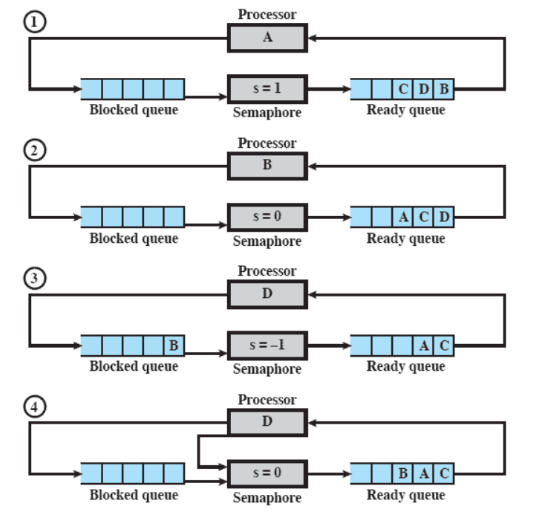 1
Processor
A
s = 1
C D B
Blocked queue
Semaphore
Ready queue
2
Processor
B
s = 0
A C D
Blocked queue
Semaphore
Ready queue
3
Processor
D
B
s = –1
A C
Blocked queue
Semaphore
Ready queue
4
Processor
D
s = 0
B A C
Blocked queue
Semaphore
Ready queue